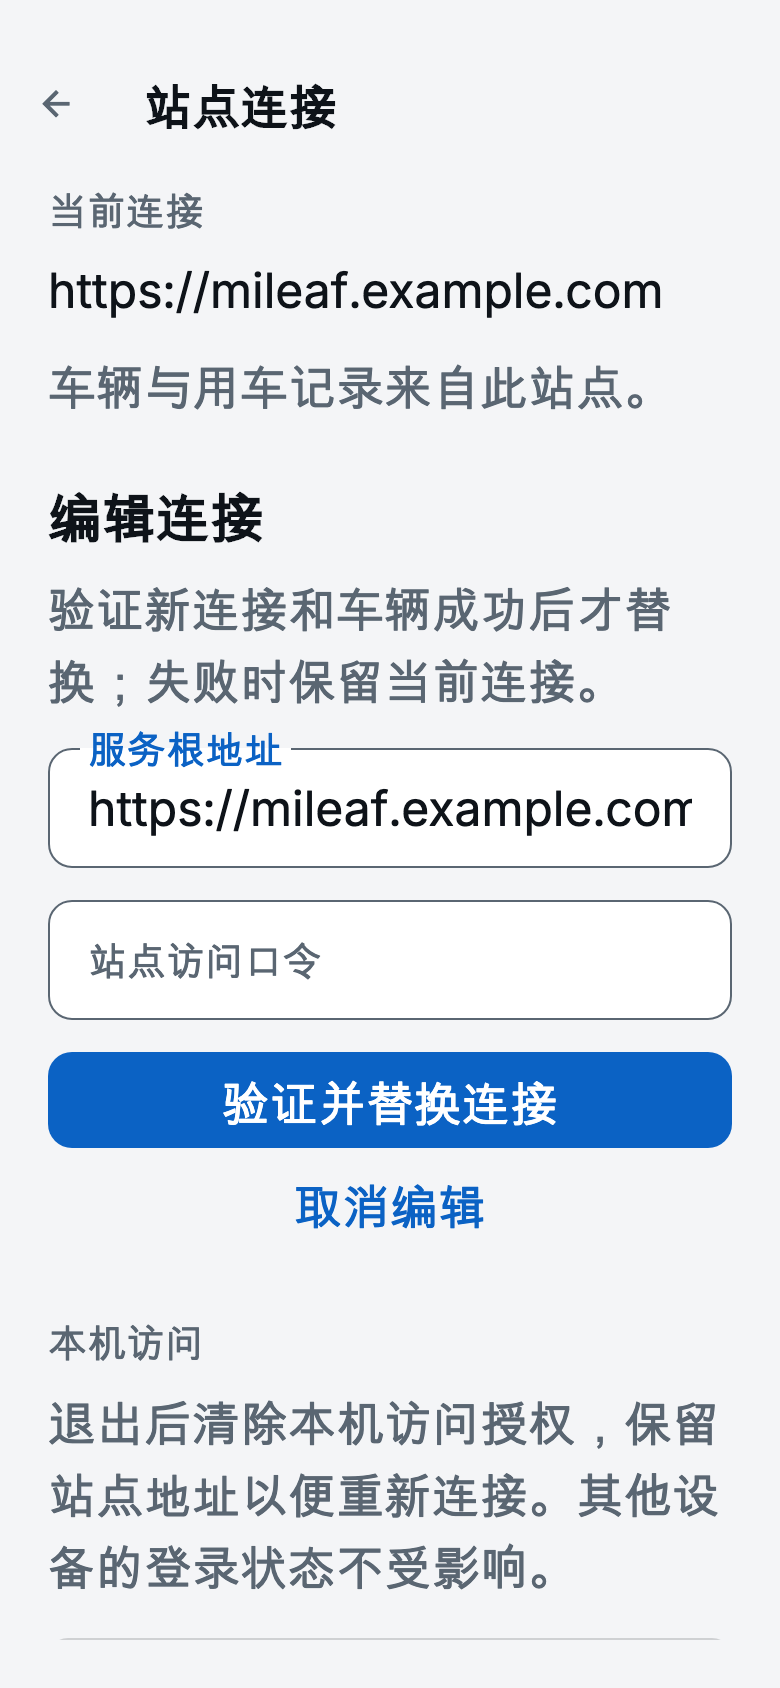 站点连接
当前连接
https://mileaf.example.com
车辆与用车记录来自此站点。
编辑连接
验证新连接和车辆成功后才替
换；失败时保留当前连接。
服务根地址
https://mileaf.example.com
站点访问口令
验证并替换连接
取消编辑
本机访问
退出后清除本机访问授权，保留
站点地址以便重新连接。其他设
备的登录状态不受影响。